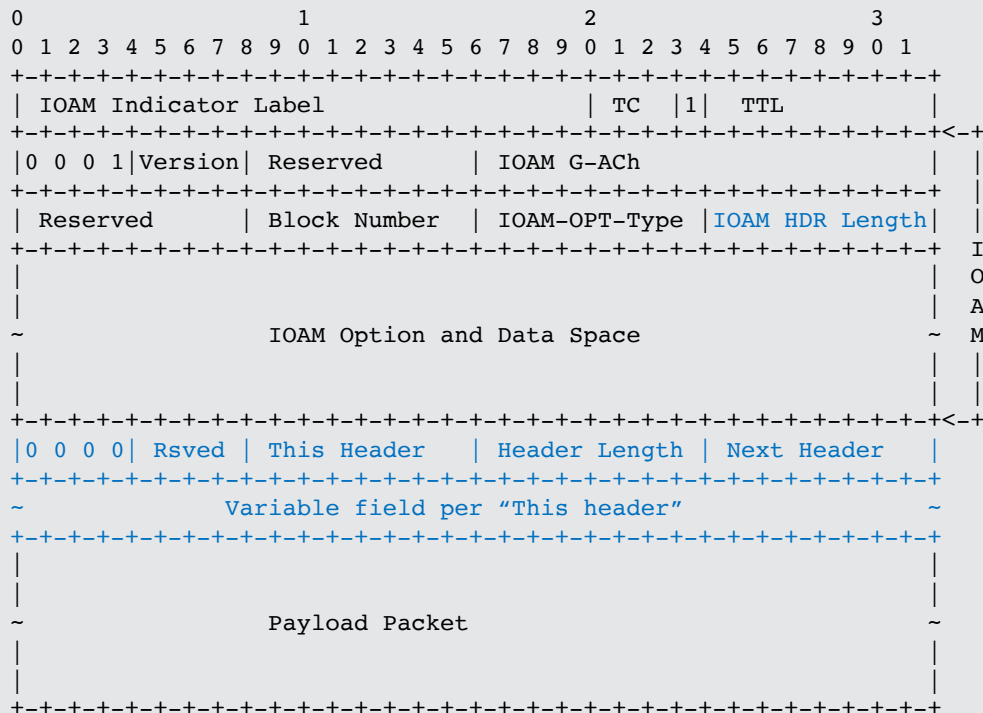 0                   1                   2                   3
0 1 2 3 4 5 6 7 8 9 0 1 2 3 4 5 6 7 8 9 0 1 2 3 4 5 6 7 8 9 0 1
+-+-+-+-+-+-+-+-+-+-+-+-+-+-+-+-+-+-+-+-+-+-+-+-+-+-+-+-+-+-+-+-+
| IOAM Indicator Label                  | TC  |1|  TTL          |
+-+-+-+-+-+-+-+-+-+-+-+-+-+-+-+-+-+-+-+-+-+-+-+-+-+-+-+-+-+-+-+-+<-+
|0 0 0 1|Version| Reserved      | IOAM G-ACh                    |  |
+-+-+-+-+-+-+-+-+-+-+-+-+-+-+-+-+-+-+-+-+-+-+-+-+-+-+-+-+-+-+-+-+  |
| Reserved      | Block Number  | IOAM-OPT-Type |IOAM HDR Length|  |
+-+-+-+-+-+-+-+-+-+-+-+-+-+-+-+-+-+-+-+-+-+-+-+-+-+-+-+-+-+-+-+-+  I
|                                                               |  O
|                                                               |  A
~                 IOAM Option and Data Space                    ~  M
|                                                               |  |
|                                                               |  |
+-+-+-+-+-+-+-+-+-+-+-+-+-+-+-+-+-+-+-+-+-+-+-+-+-+-+-+-+-+-+-+-+<-+
|0 0 0 0| Rsved | This Header   | Header Length | Next Header   |
+-+-+-+-+-+-+-+-+-+-+-+-+-+-+-+-+-+-+-+-+-+-+-+-+-+-+-+-+-+-+-+-+
~              Variable field per “This header”                 ~
+-+-+-+-+-+-+-+-+-+-+-+-+-+-+-+-+-+-+-+-+-+-+-+-+-+-+-+-+-+-+-+-+
|                                                               |
|                                                               |
~                 Payload Packet                                ~
|                                                               |
|                                                               |
+-+-+-+-+-+-+-+-+-+-+-+-+-+-+-+-+-+-+-+-+-+-+-+-+-+-+-+-+-+-+-+-+